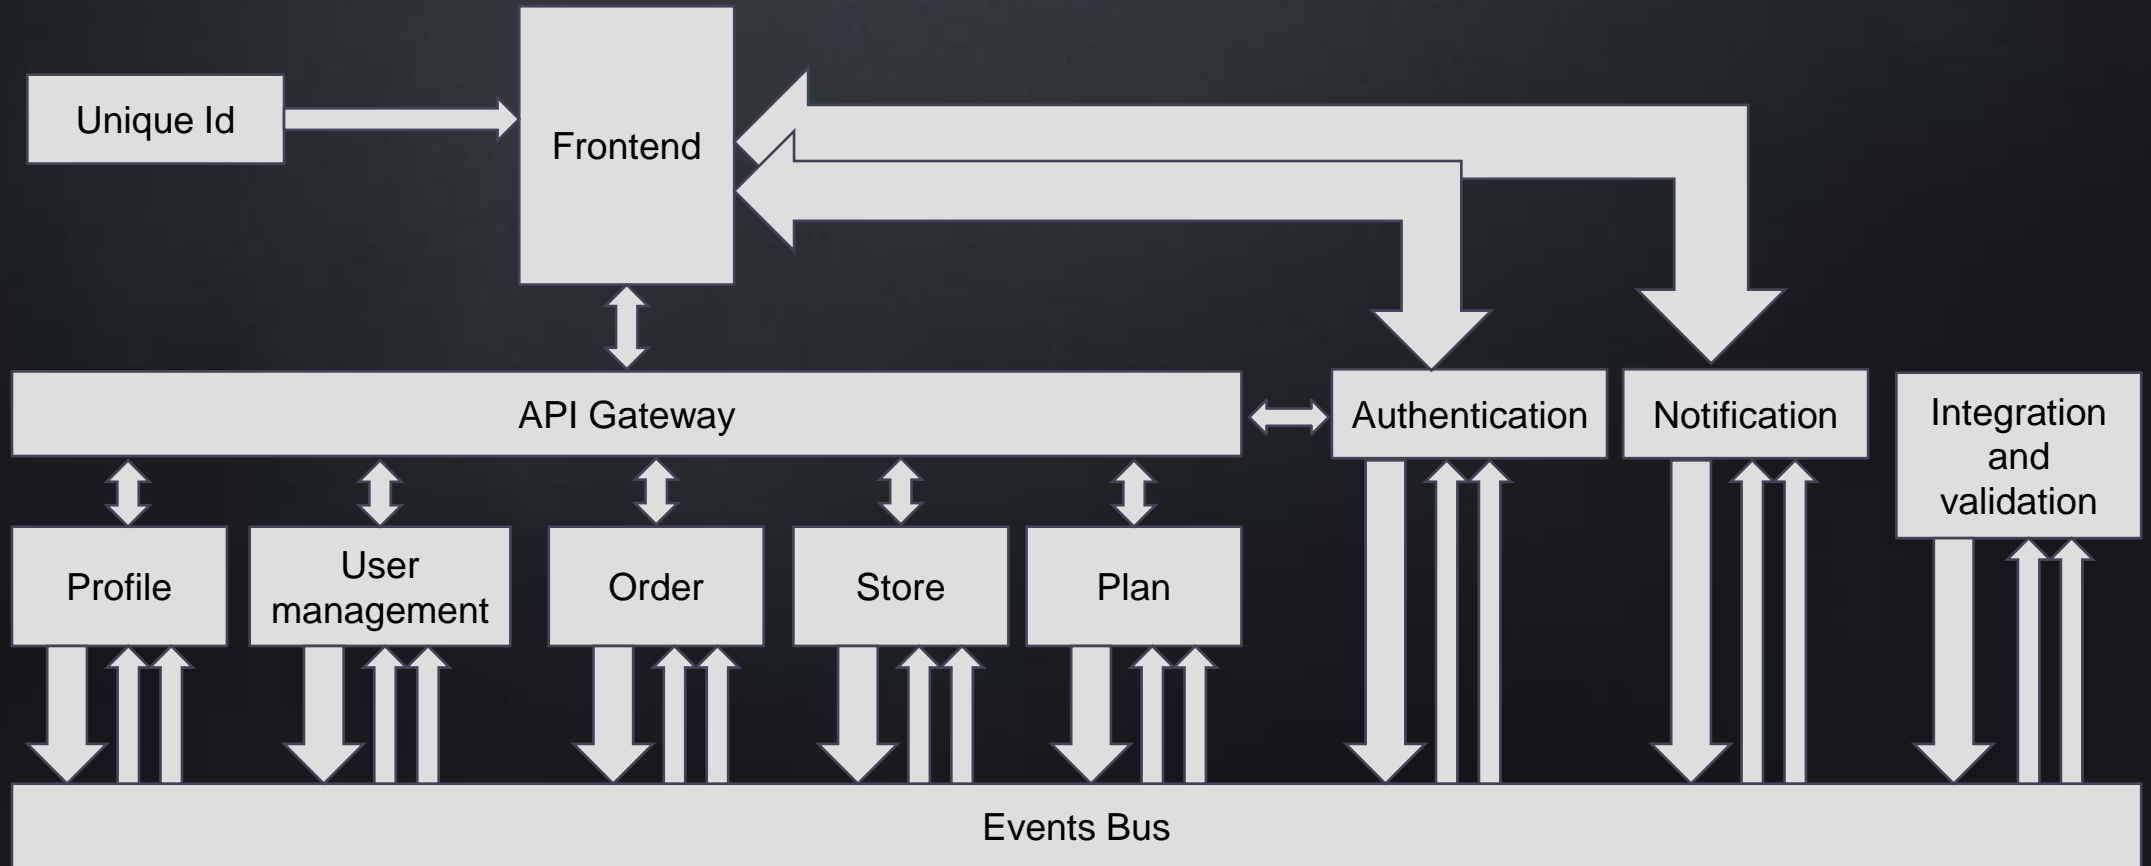 Unique Id
Frontend
API Gateway
Authentication
Notification
Integration
and
validation
Profile
User
management
Order
Store
Plan
Events Bus